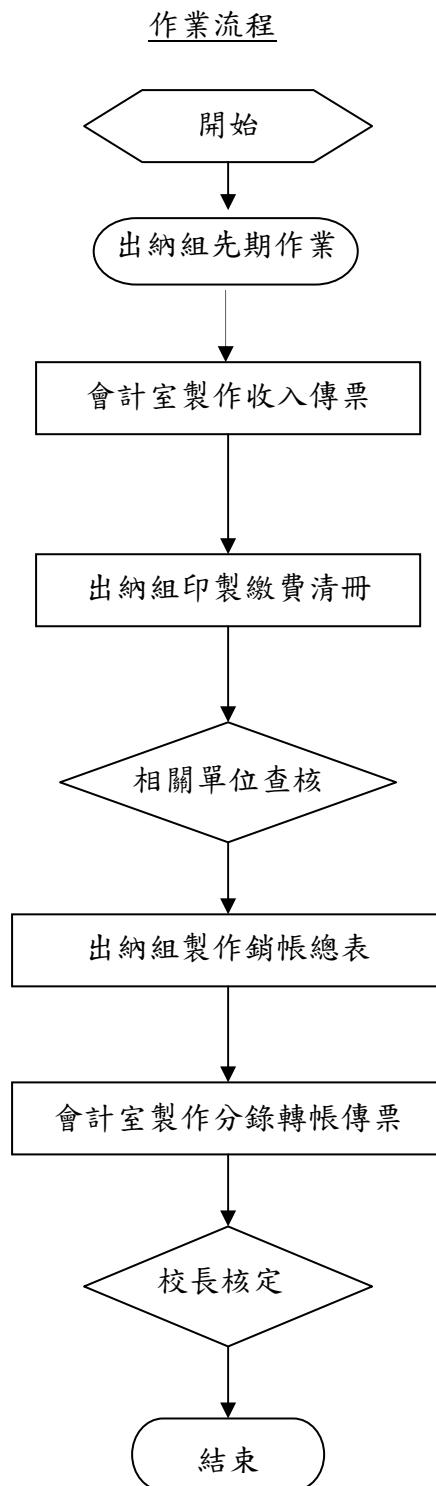 作業流程
開始
出納組先期作業
會計室製作收入傳票
出納組印製繳費清冊
相關單位查核
出納組製作銷帳總表
會計室製作分錄轉帳傳票
校長核定
結束